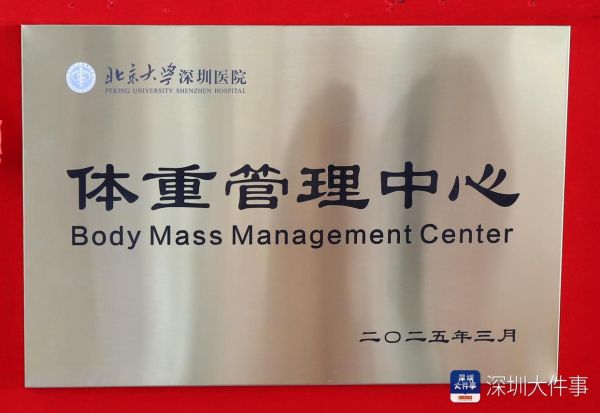 北京大学深圳医院
PEKING UNIVERSITY SHENZHEN HOSPITAL
体重管理中心
Body Mass Management Center
二〇二五年三月
深圳大件事
深圳大件事